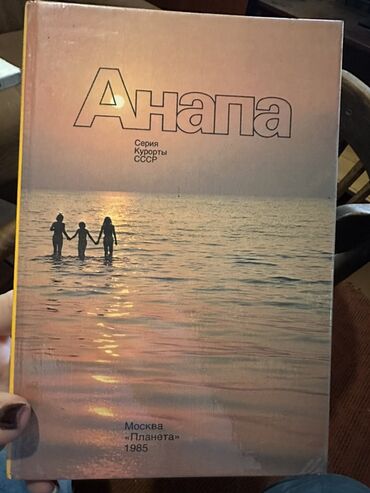 Анапа
Серия
Курорты
СССР
Москва
«Планета»
1985